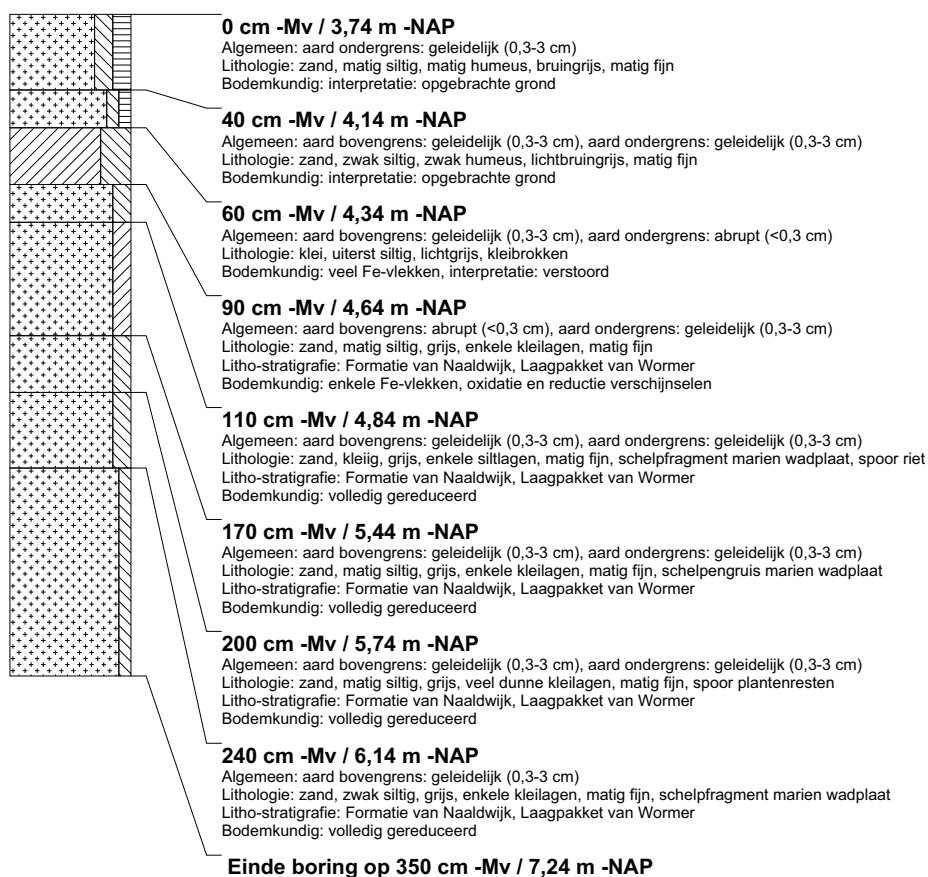 0 cm -Mv / 3,74 m -NAP
Algemeen: aard ondergrens: geleidelijk (0,3-3 cm)
Lithologie: zand, matig siltig, matig humeus, bruingrijs, matig fijn
Bodemkundig: interpretatie: opgebrachte grond
40 cm -Mv / 4,14 m -NAP
Algemeen: aard bovengrens: geleidelijk (0,3-3 cm), aard ondergrens: geleidelijk (0,3-3 cm)
Lithologie: zand, zwak siltig, zwak humeus, lichtbruingrijs, matig fijn
Bodemkundig: interpretatie: opgebrachte grond
60 cm -Mv / 4,34 m -NAP
Algemeen: aard bovengrens: geleidelijk (0,3-3 cm), aard ondergrens: abrupt (<0,3 cm)
Lithologie: klei, uiterst siltig, lichtgrijs, kleibrokken
Bodemkundig: veel Fe-vlekken, interpretatie: verstoord
90 cm -Mv / 4,64 m -NAP
Algemeen: aard bovengrens: abrupt (<0,3 cm), aard ondergrens: geleidelijk (0,3-3 cm)
Lithologie: zand, matig siltig, grijs, enkele kleilagen, matig fijn
Litho-stratigrafie: Formatie van Naaldwijk, Laagpakket van Wormer
Bodemkundig: enkele Fe-vlekken, oxidatie en reductie verschijnselen
110 cm -Mv / 4,84 m -NAP
Algemeen: aard bovengrens: geleidelijk (0,3-3 cm), aard ondergrens: geleidelijk (0,3-3 cm)
Lithologie: zand, kleiig, grijs, enkele siltlagen, matig fijn, schelpfragment marien wadplaat, spoor riet
Litho-stratigrafie: Formatie van Naaldwijk, Laagpakket van Wormer
Bodemkundig: volledig gereduceerd
170 cm -Mv / 5,44 m -NAP
Algemeen: aard bovengrens: geleidelijk (0,3-3 cm), aard ondergrens: geleidelijk (0,3-3 cm)
Lithologie: zand, matig siltig, grijs, enkele kleilagen, matig fijn, schelpengruis marien wadplaat
Litho-stratigrafie: Formatie van Naaldwijk, Laagpakket van Wormer
Bodemkundig: volledig gereduceerd
200 cm -Mv / 5,74 m -NAP
Algemeen: aard bovengrens: geleidelijk (0,3-3 cm), aard ondergrens: geleidelijk (0,3-3 cm)
Lithologie: zand, matig siltig, grijs, veel dunne kleilagen, matig fijn, spoor plantenresten
Litho-stratigrafie: Formatie van Naaldwijk, Laagpakket van Wormer
Bodemkundig: volledig gereduceerd
240 cm -Mv / 6,14 m -NAP
Algemeen: aard bovengrens: geleidelijk (0,3-3 cm)
Lithologie: zand, zwak siltig, grijs, enkele kleilagen, matig fijn, schelpfragment marien wadplaat
Litho-stratigrafie: Formatie van Naaldwijk, Laagpakket van Wormer
Bodemkundig: volledig gereduceerd
Einde boring op 350 cm -Mv / 7,24 m -NAP